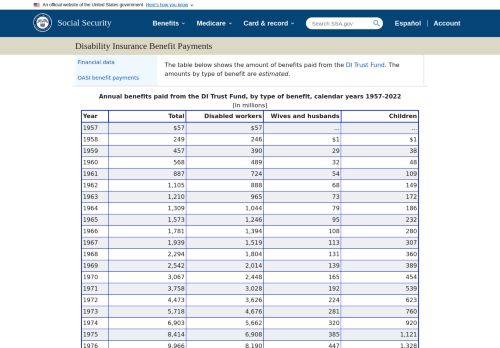 An official website of the United States government Here's how you know
Social Security
Benefits Medicare Card & record Search SSA.gov Español Account
Disability Insurance Benefit Payments
Financial data
OASI benefit payments
The table below shows the amount of benefits paid from the DI Trust Fund. The
amounts by type of benefit are estimated.
Annual benefits paid from the DI Trust Fund, by type of benefit, calendar years 1957-2022
[In millions]
Year Total Disabled workers Wives and husbands Children
1957 $57 $57 ... ...
1958 249 246 $1 $1
1959 457 390 29 38
1960 568 489 32 48
1961 887 724 54 109
1962 1,105 888 68 149
1963 1,210 965 73 172
1964 1,309 1,044 79 186
1965 1,573 1,246 95 232
1966 1,781 1,394 108 280
1967 1,939 1,519 113 307
1968 2,294 1,804 131 360
1969 2,542 2,014 139 389
1970 3,067 2,448 165 454
1971 3,758 3,028 192 539
1972 4,473 3,626 224 623
1973 5,718 4,676 281 760
1974 6,903 5,662 320 920
1975 8,414 6,908 385 1,121
1976 9,966 8,190 447 1,328